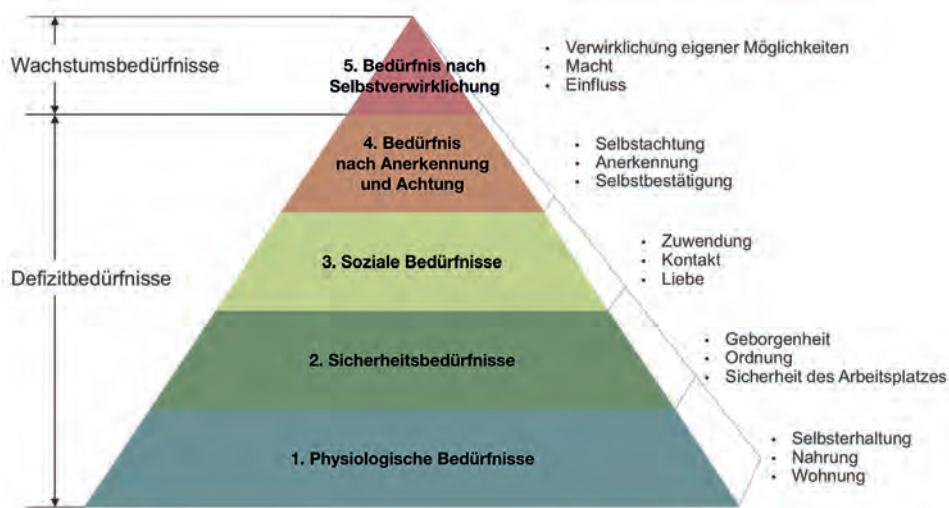 Wachstumsbedürfnisse
5. Bedürfnis nach
Selbstverwirklichung
• Verwirklichung eigener Möglichkeiten
• Macht
• Einfluss
4. Bedürfnis
nach Anerkennung
und Achtung
• Selbstachtung
• Anerkennung
• Selbstbestätigung
Defizitbedürfnisse
3. Soziale Bedürfnisse
• Zuwendung
• Kontakt
• Liebe
2. Sicherheitsbedürfnisse
• Geborgenheit
• Ordnung
• Sicherheit des Arbeitsplatzes
1. Physiologische Bedürfnisse
• Selbsterhaltung
• Nahrung
• Wohnung